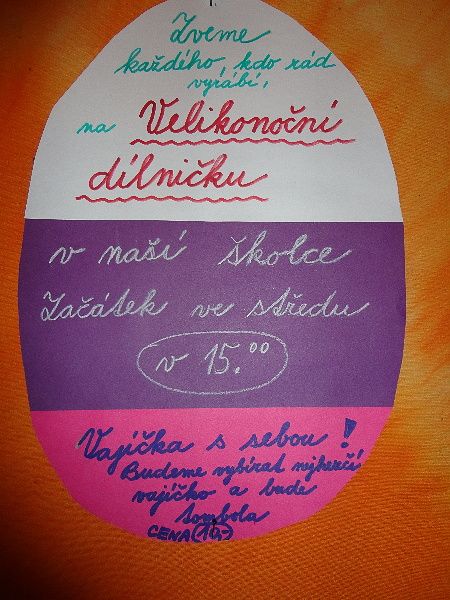 Zveme
každého, kdo rád
vyrábí,
na Velikonoční
dílničku
v naší školce
Začátek ve středu
v 15.00
Vajíčka s sebou!
Budeme vybírat nejhezčí
vajíčko a bude
tombola
CENA (10,-)